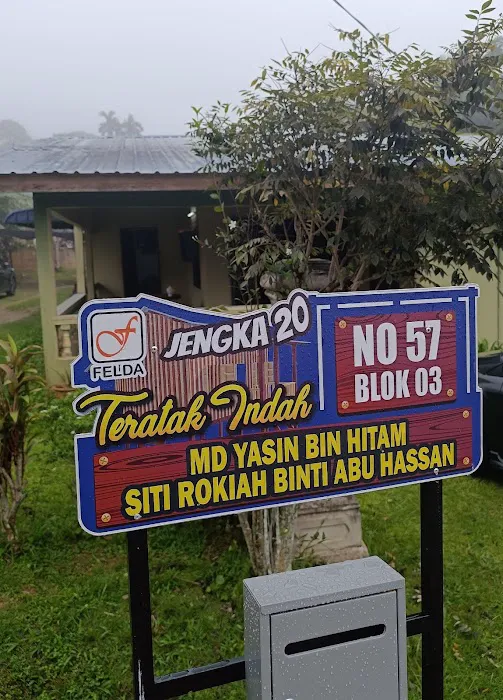 JENGKA 20
FELDA
Teratak Indah
NO 57
BLOK 03
MD YASIN BIN HITAM
SITI ROKIAH BINTI ABU HASSAN